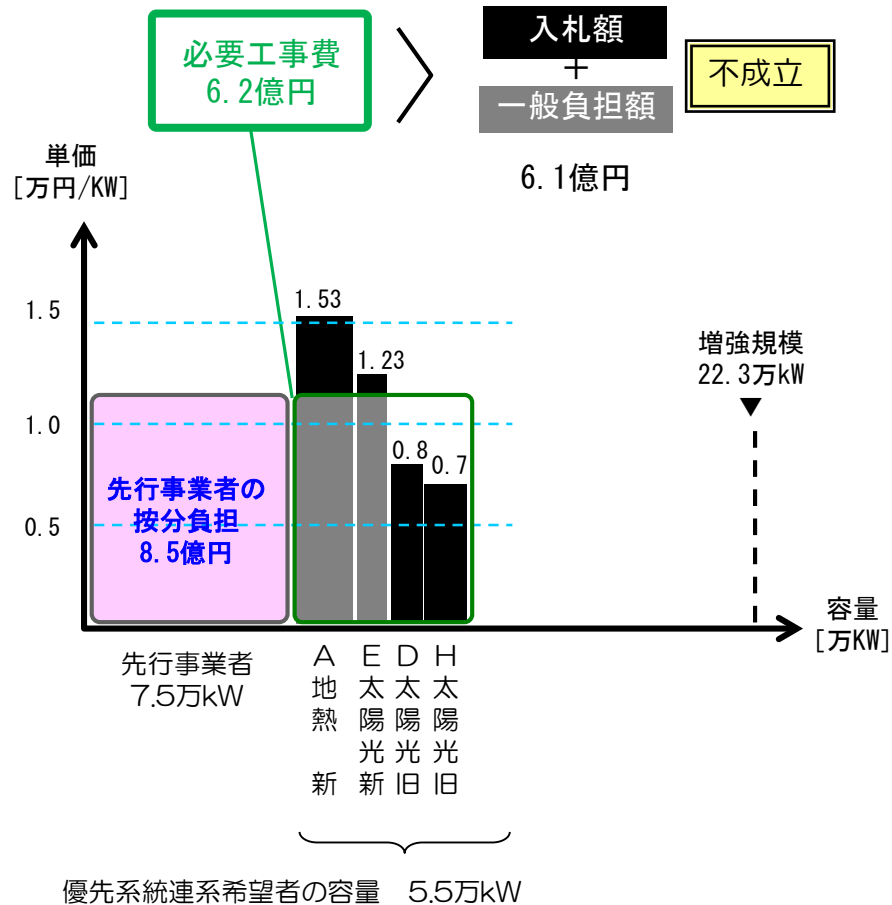 必要工事費
6.2億円
入札額
＋
一般負担額
不成立
6.1億円
単価
[万円/KW]
1.5
1.0
0.5
1.53
1.23
0.8
0.7
先行事業者の
按分負担
8.5億円
増強規模
22.3万kW
▼
容量
[万KW]
先行事業者
7.5万kW
A地熱　新
E太陽光新
D太陽光旧
H太陽光旧
優先系統連系希望者の容量　5.5万kW